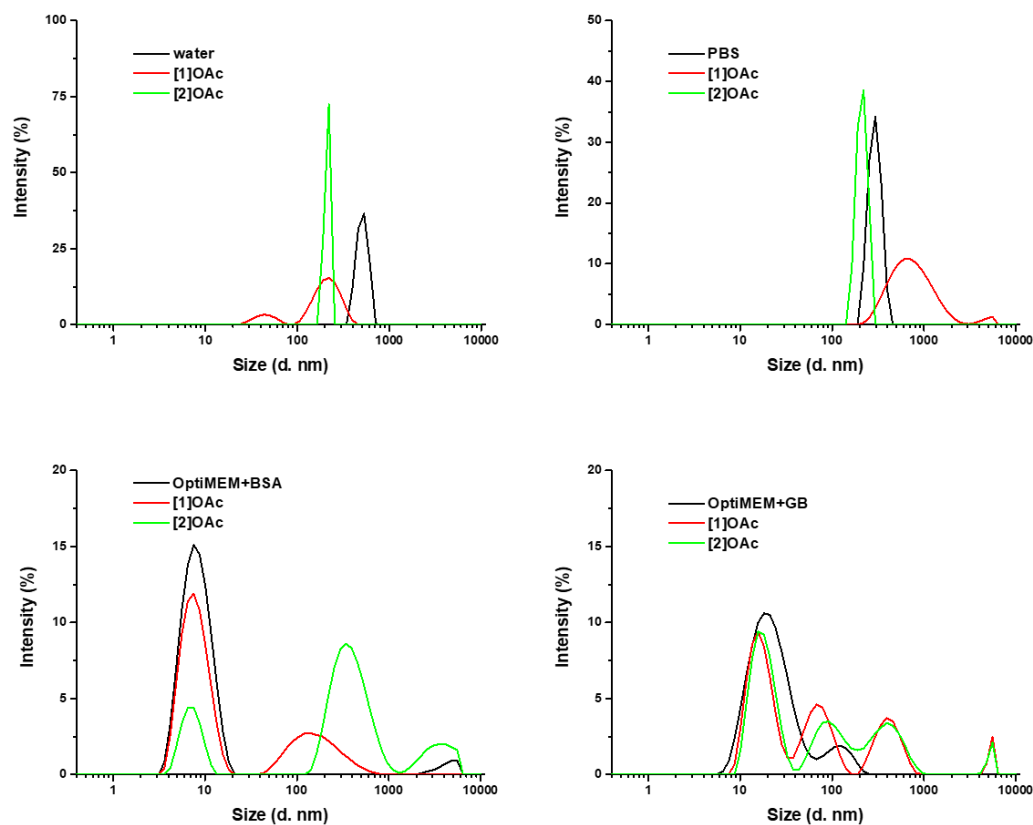 100
75
50
25
0
Intensity (%)
water
[1]OAc
[2]OAc
1
10
100
1000
10000
Size (d. nm)
50
40
30
20
10
0
Intensity (%)
PBS
[1]OAc
[2]OAc
1
10
100
1000
10000
Size (d. nm)
20
15
10
5
0
Intensity (%)
OptiMEM+BSA
[1]OAc
[2]OAc
1
10
100
1000
10000
Size (d. nm)
20
15
10
5
0
Intensity (%)
OptiMEM+GB
[1]OAc
[2]OAc
1
10
100
1000
10000
Size (d. nm)